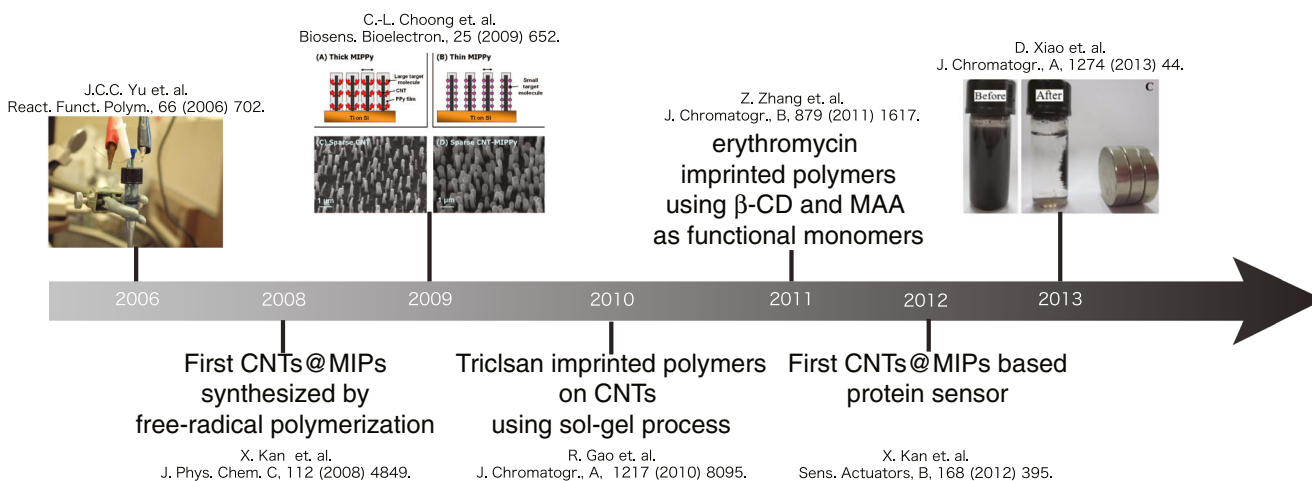 C.-L. Choong et. al.
Biosens. Bioelectron., 25 (2009) 652.
(A) Thick MIPPy
(B) Thin MIPPy
Large target
molecule
CNT
PPy film
Small
target
molecule
Ti on Si
Ti on Si
(C) Sparse CNT
(D) Sparse CNT-MIPPy
1 µm
1 µm
J.C.C. Yu et. al.
React. Funct. Polym., 66 (2006) 702.
Z. Zhang et. al.
J. Chromatogr., B, 879 (2011) 1617.
erythromycin
imprinted polymers
using β-CD and MAA
as functional monomers
D. Xiao et. al.
J. Chromatogr., A, 1274 (2013) 44.
Before
After
C
2006
2008
2009
2010
2011
2012
2013
First CNTs@MIPs
synthesized by
free-radical polymerization
X. Kan et. al.
J. Phys. Chem. C, 112 (2008) 4849.
Triclsan imprinted polymers
on CNTs
using sol-gel process
R. Gao et. al.
J. Chromatogr., A, 1217 (2010) 8095.
First CNTs@MIPs based
protein sensor
X. Kan et. al.
Sens. Actuators, B, 168 (2012) 395.